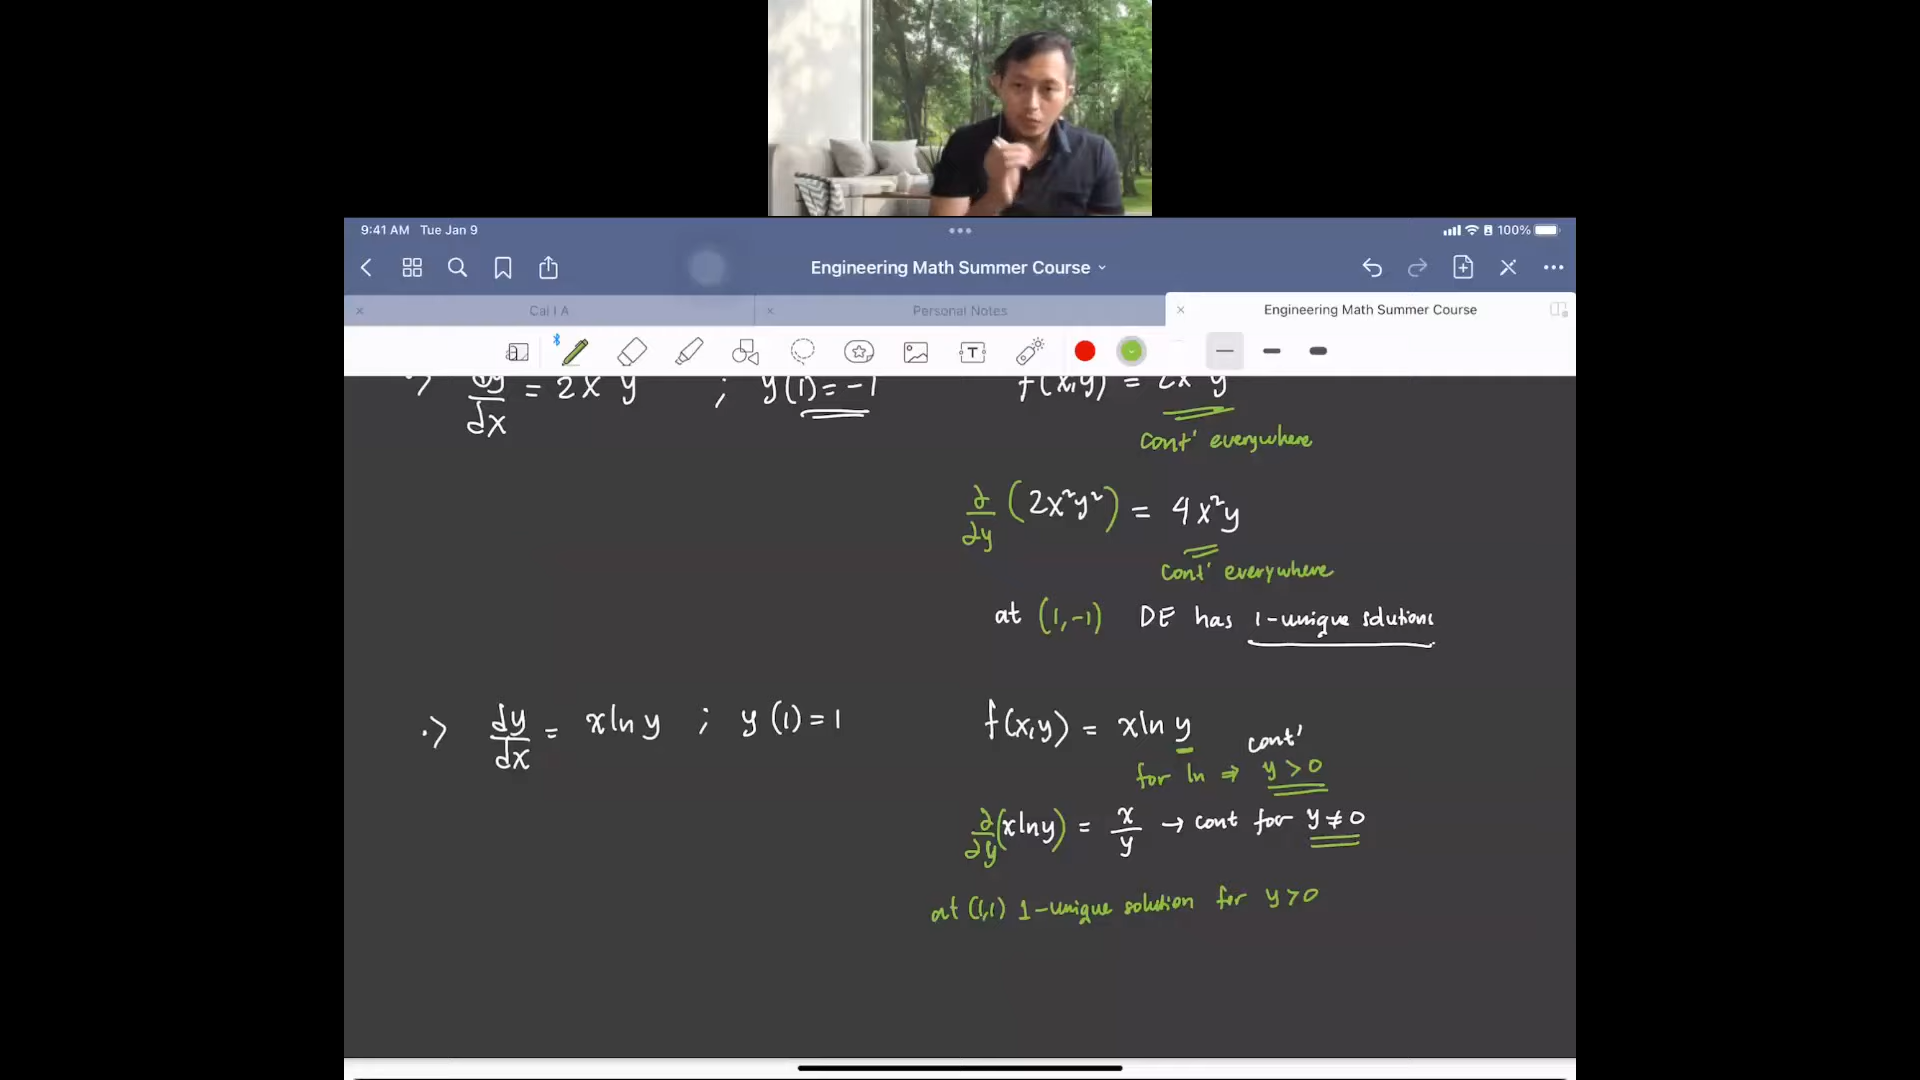 9:41 AM Tue Jan 9
100%
Engineering Math Summer Course
Cal I A
Personal Notes
Engineering Math Summer Course
dy/dx = 2x y ; y(1) = -1
f(x,y) = 2x y
cont' everywhere
∂/∂y (2x²y²) = 4x²y
cont' everywhere
at (1,-1) DE has 1-unique solutions
dy/dx = x ln y ; y(1) = 1
f(x,y) = x ln y
cont'
for ln ⇒ y > 0
∂/∂y (x ln y) = x/y → cont for y ≠ 0
at (1,1) 1-unique solution for y > 0